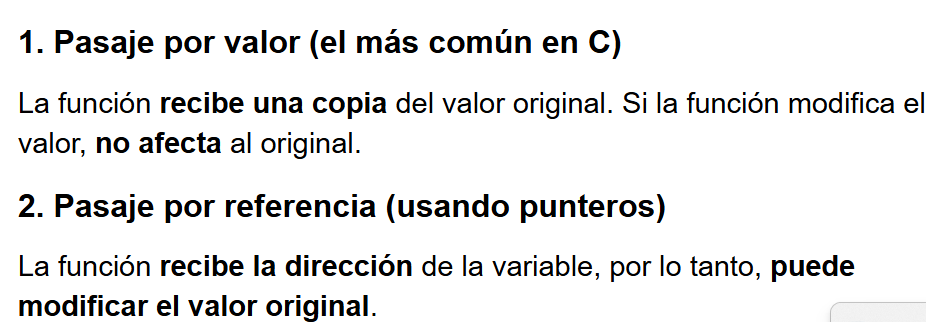 1. Pasaje por valor (el más común en C)
La función recibe una copia del valor original. Si la función modifica el
valor, no afecta al original.
2. Pasaje por referencia (usando punteros)
La función recibe la dirección de la variable, por lo tanto, puede
modificar el valor original.